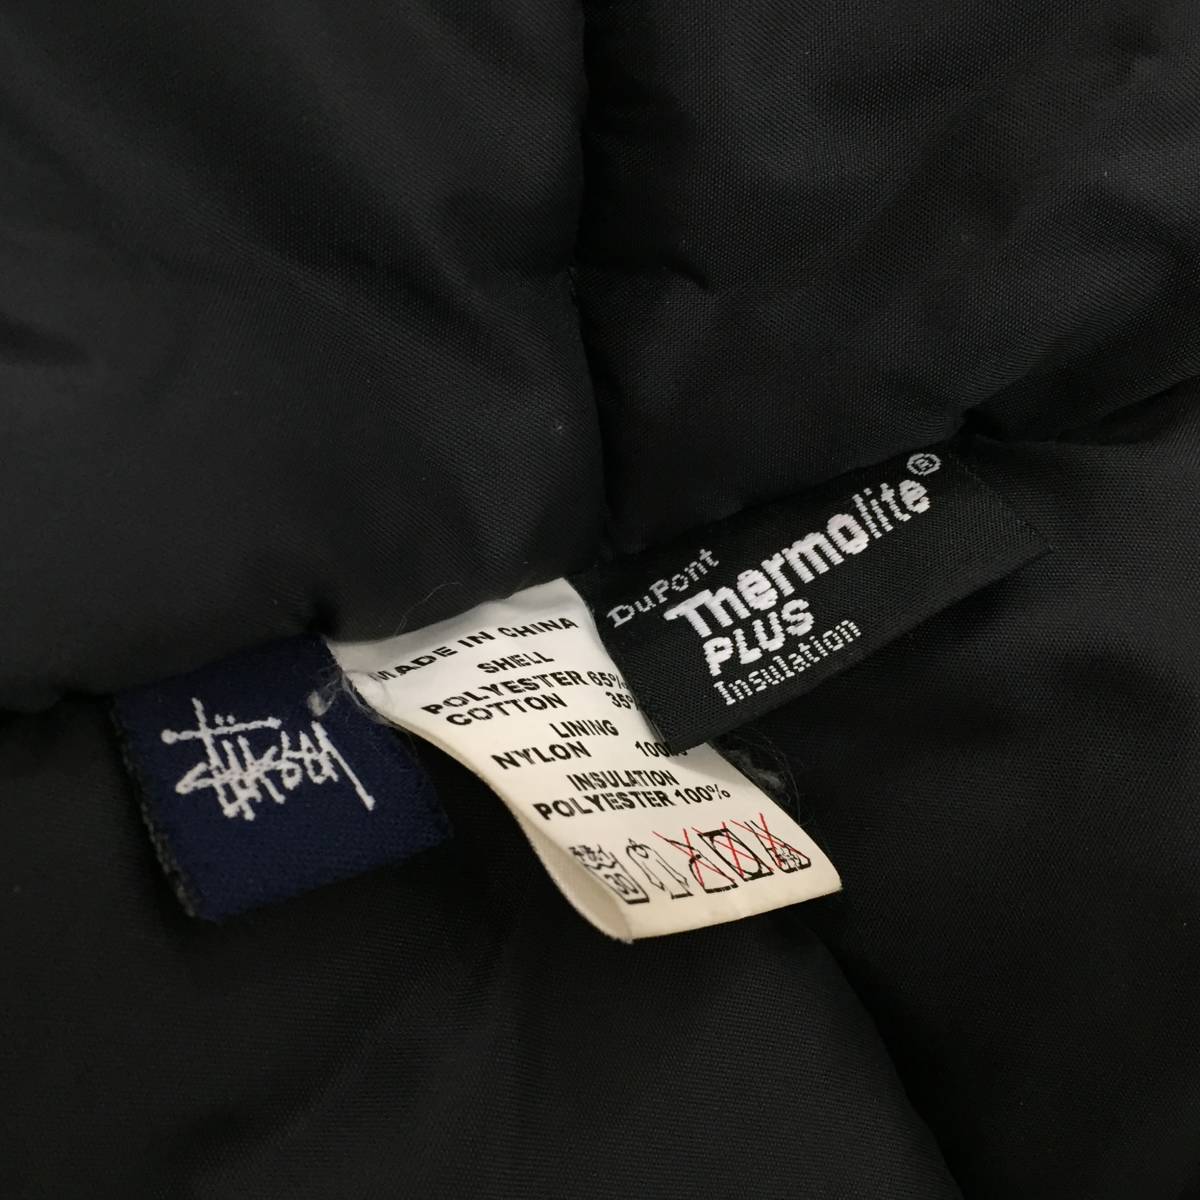 Stüssy
MADE IN CHINA
SHELL
POLYESTER 65%
COTTON 35%
LINING
NYLON 100%
INSULATION
POLYESTER 100%
30
DuPont
Thermolite®
PLUS
Insulation